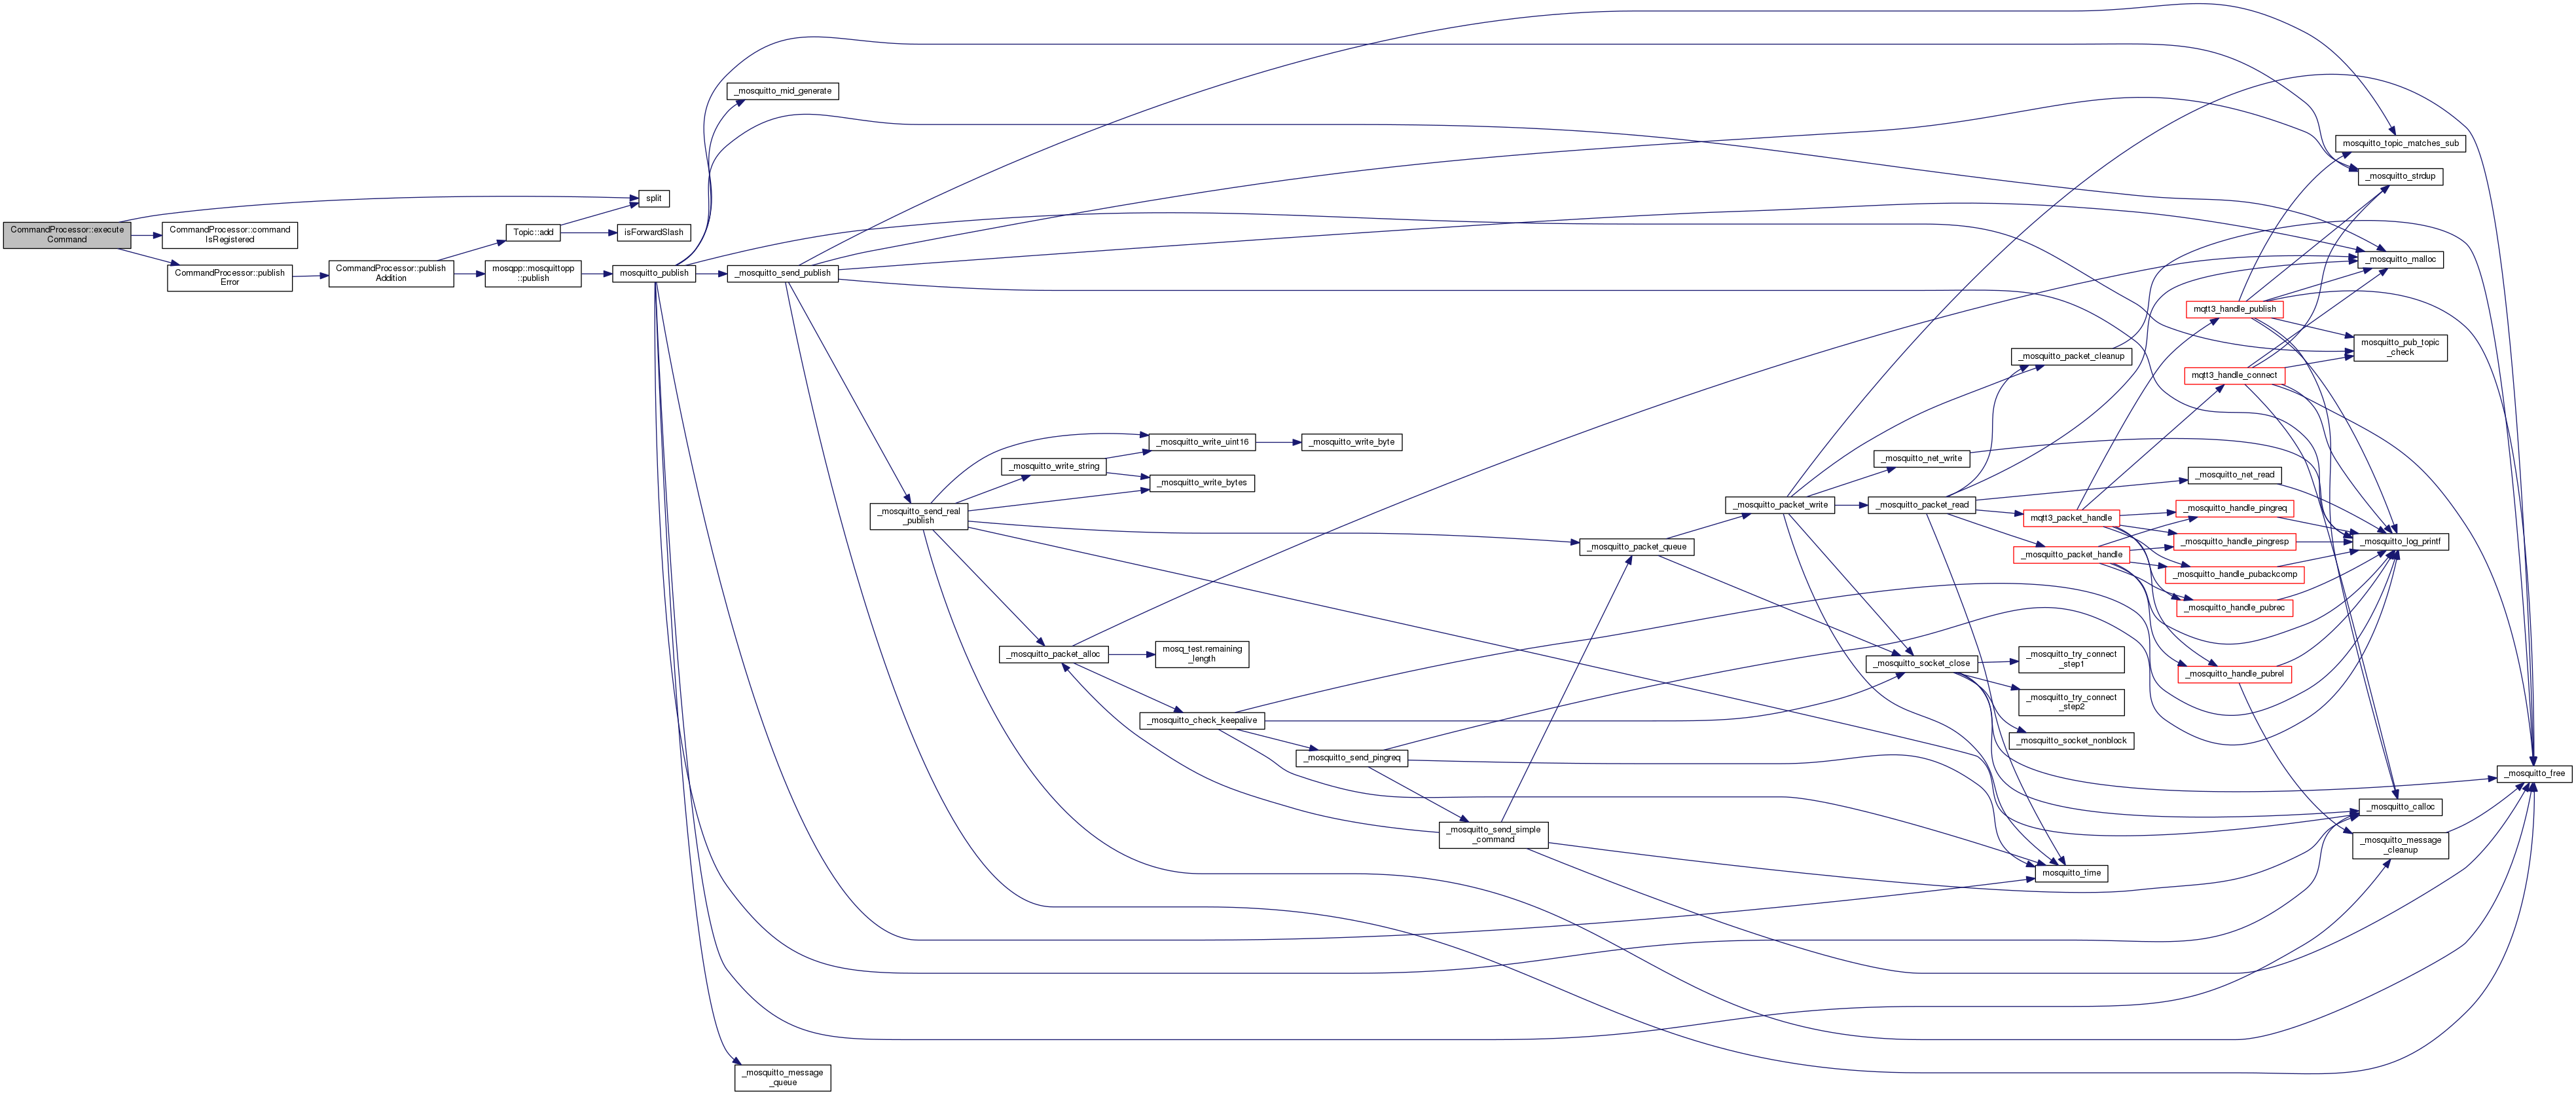 CommandProcessor::execute
Command
split
CommandProcessor::command
IsRegistered
CommandProcessor::publish
Error
CommandProcessor::publish
Addition
Topic::add
isForwardSlash
mosqpp::mosquittopp
::publish
mosquitto_publish
_mosquitto_mid_generate
_mosquitto_send_publish
_mosquitto_message
_queue
_mosquitto_send_real
_publish
_mosquitto_write_uint16
_mosquitto_write_byte
_mosquitto_write_string
_mosquitto_write_bytes
_mosquitto_packet_alloc
mosq_test.remaining
_length
_mosquitto_check_keepalive
_mosquitto_send_pingreq
_mosquitto_send_simple
_command
_mosquitto_packet_queue
_mosquitto_packet_write
_mosquitto_packet_cleanup
_mosquitto_net_write
_mosquitto_packet_read
mqtt3_packet_handle
_mosquitto_packet_handle
_mosquitto_socket_close
_mosquitto_try_connect
_step1
_mosquitto_try_connect
_step2
_mosquitto_socket_nonblock
mosquitto_time
mqtt3_handle_publish
mqtt3_handle_connect
_mosquitto_net_read
_mosquitto_handle_pingreq
_mosquitto_handle_pingresp
_mosquitto_handle_pubackcomp
_mosquitto_handle_pubrec
_mosquitto_handle_pubrel
mosquitto_topic_matches_sub
_mosquitto_strdup
_mosquitto_malloc
mosquitto_pub_topic
_check
_mosquitto_log_printf
_mosquitto_free
_mosquitto_calloc
_mosquitto_message
_cleanup